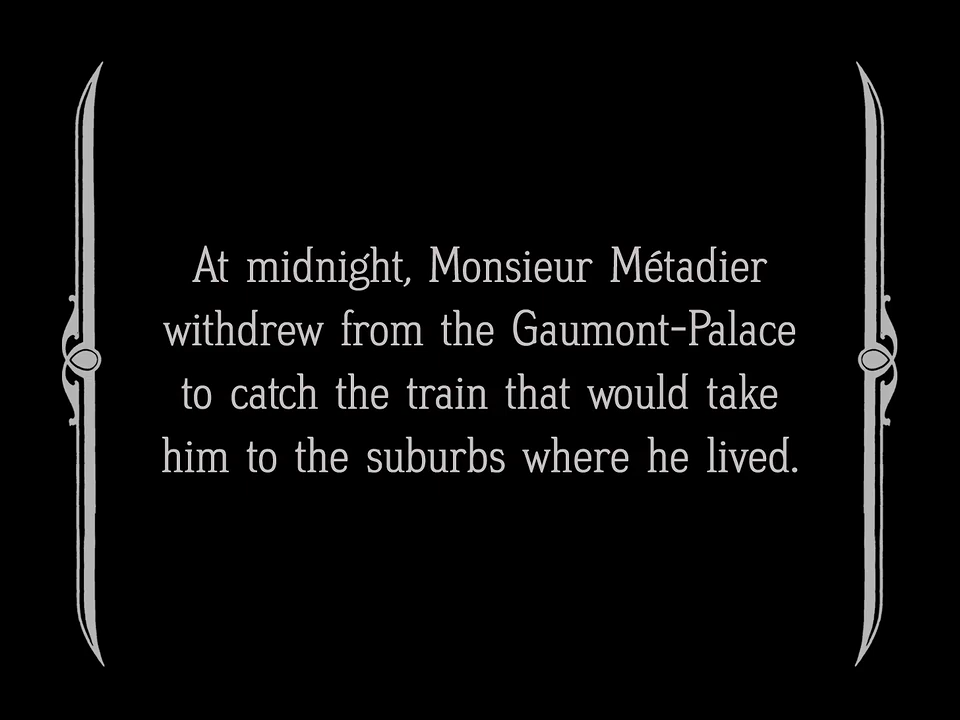 At midnight, Monsieur Métadier
withdrew from the Gaumont-Palace
to catch the train that would take
him to the suburbs where he lived.